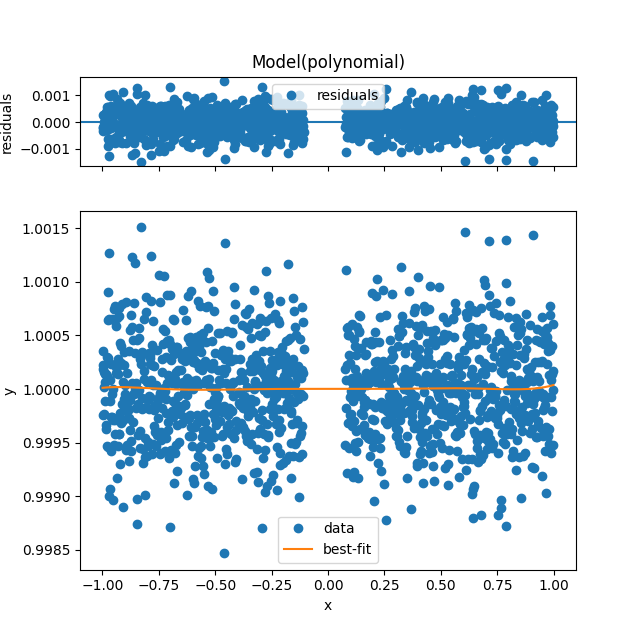 Model(polynomial)
residuals
0.001
0.000
−0.001
residuals
1.0015
1.0010
1.0005
1.0000
0.9995
0.9990
0.9985
y
data
best-fit
−1.00 −0.75 −0.50 −0.25 0.00 0.25 0.50 0.75 1.00
x